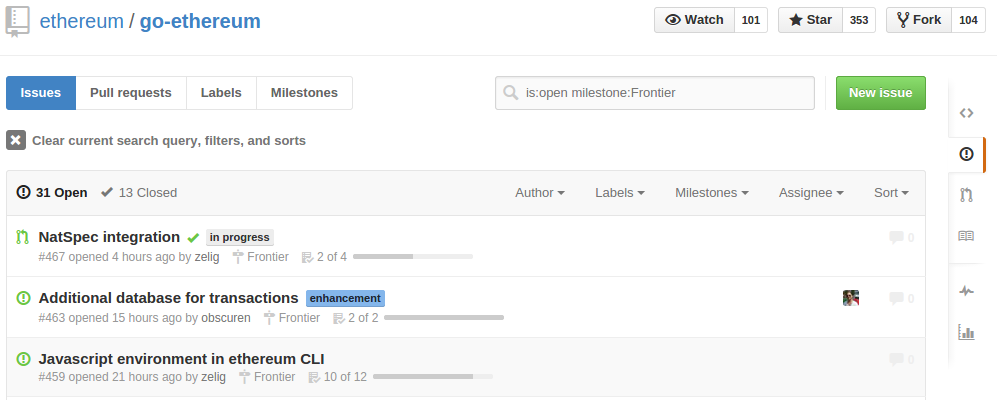 ethereum / go-ethereum
Watch 101 Star 353 Fork 104
Issues Pull requests Labels Milestones is:open milestone:Frontier New issue
Clear current search query, filters, and sorts
31 Open 13 Closed Author Labels Milestones Assignee Sort
NatSpec integration in progress 0
#467 opened 4 hours ago by zelig Frontier 2 of 4
Additional database for transactions enhancement 0
#463 opened 15 hours ago by obscuren Frontier 2 of 2
Javascript environment in ethereum CLI 0
#459 opened 21 hours ago by zelig Frontier 10 of 12